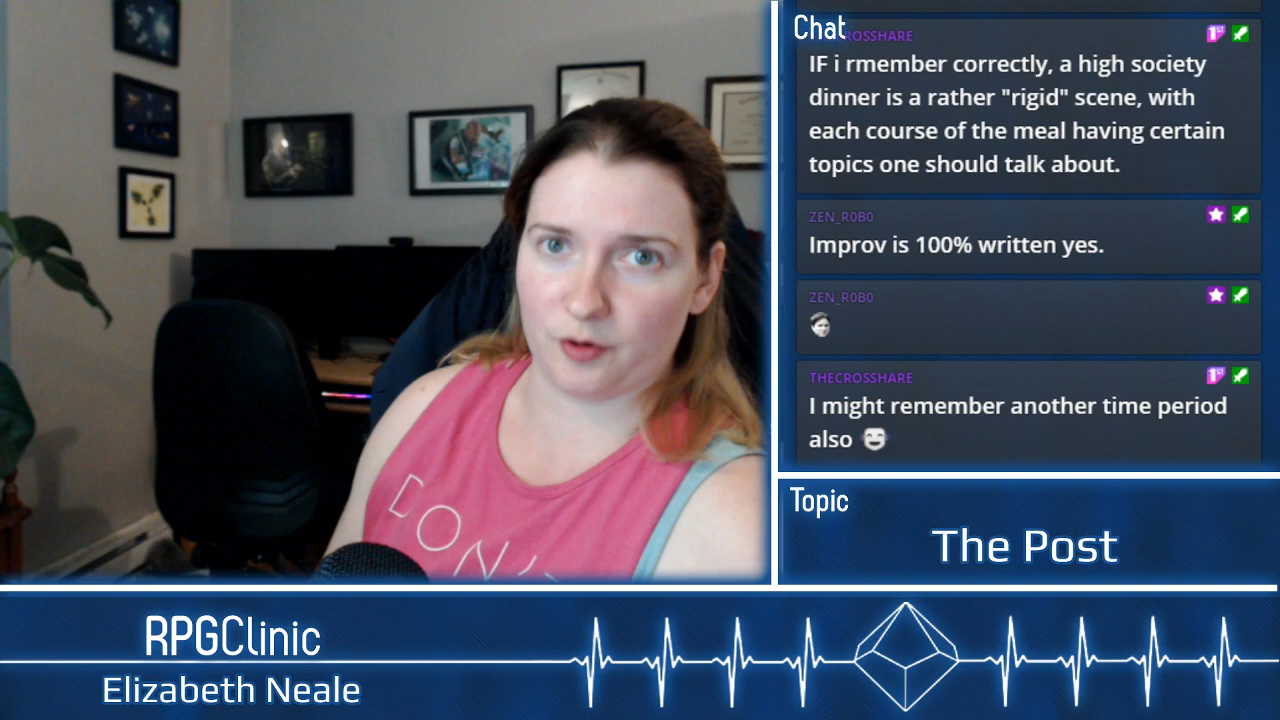 Chat
ROSSHARE
IF i rmember correctly, a high society
dinner is a rather "rigid" scene, with
each course of the meal having certain
topics one should talk about.
ZEN_R0B0
Improv is 100% written yes.
ZEN_R0B0
THECROSSHARE
I might remember another time period
also
Topic
The Post
DON'T
RPGClinic
Elizabeth Neale